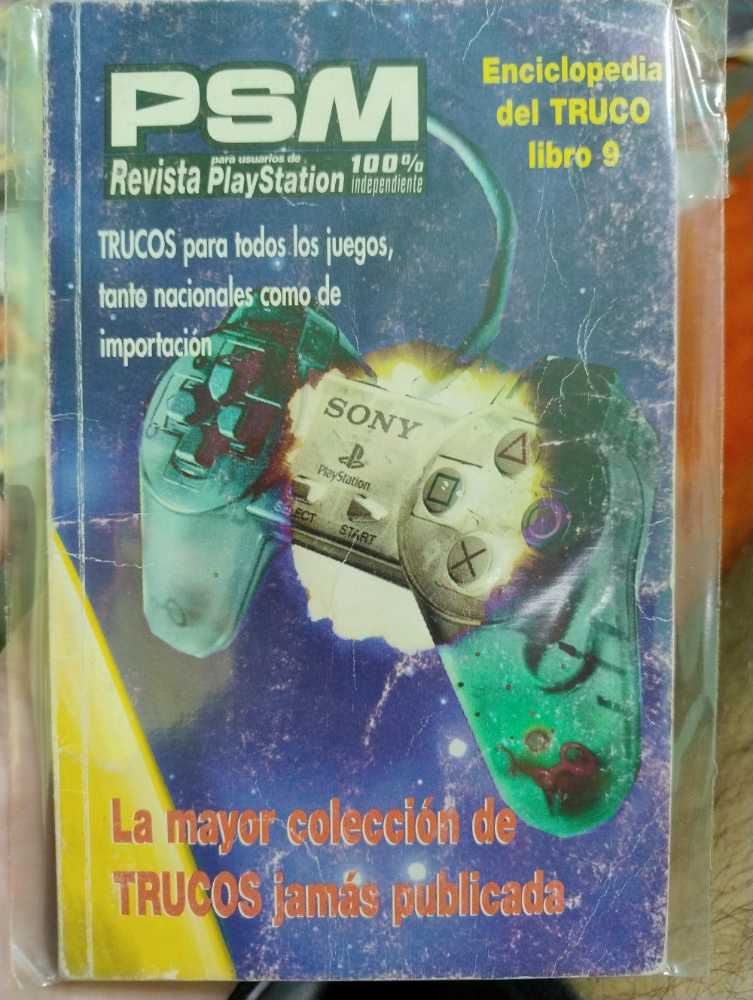 PSM
Revista para usuarios de PlayStation 100% independiente
Enciclopedia
del TRUCO
libro 9
TRUCOS para todos los juegos,
tanto nacionales como de
importación
SONY
PlayStation
SELECT
START
La mayor colección de
TRUCOS jamás publicada